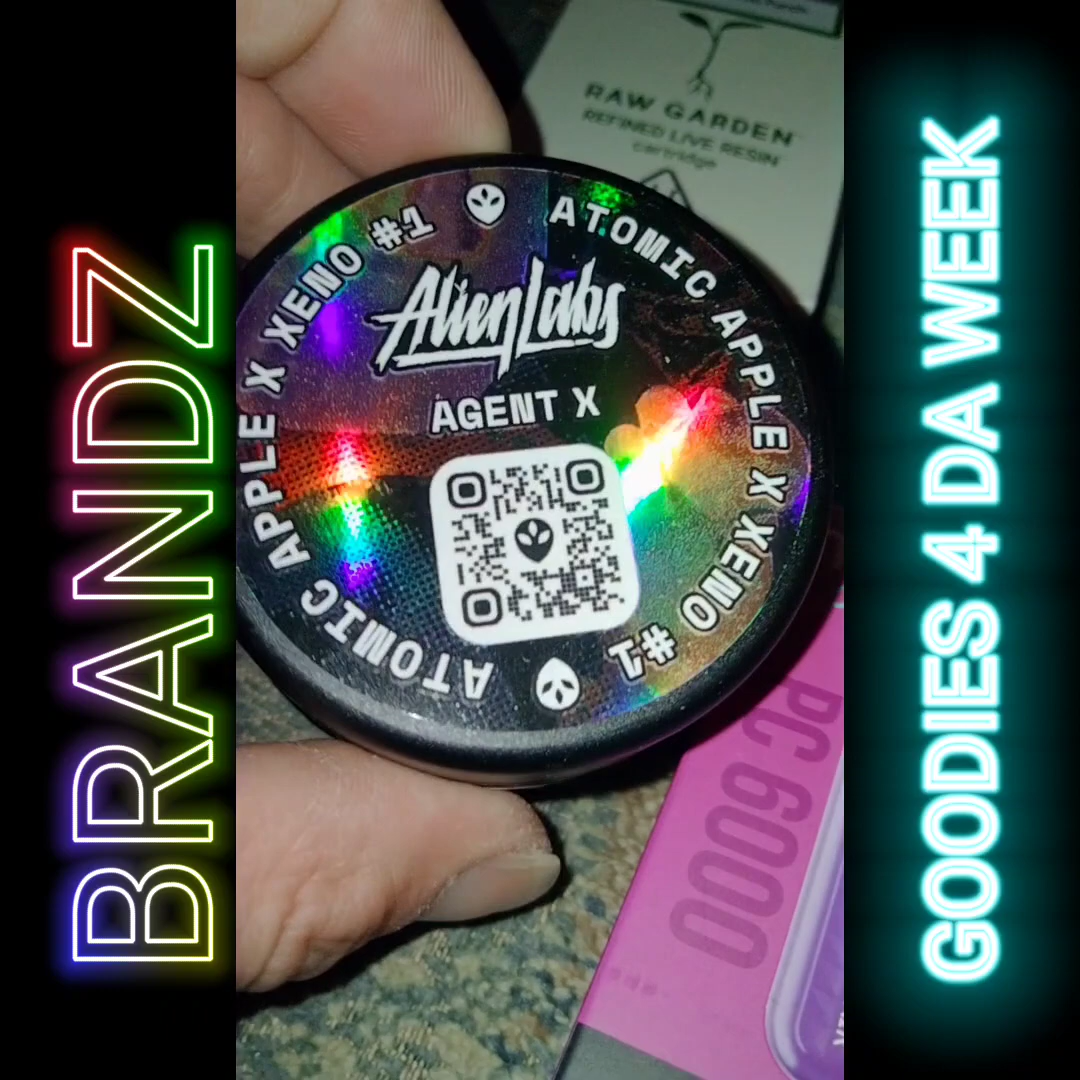 BRANDZ
RAW GARDEN
REFINED LIVE RESIN
cartridge
ATOMIC APPLE X XENO #1
ATOMIC APPLE X XENO #1
AlienLabs
AGENT X
PC 6000
GOODIES 4 DA WEEK